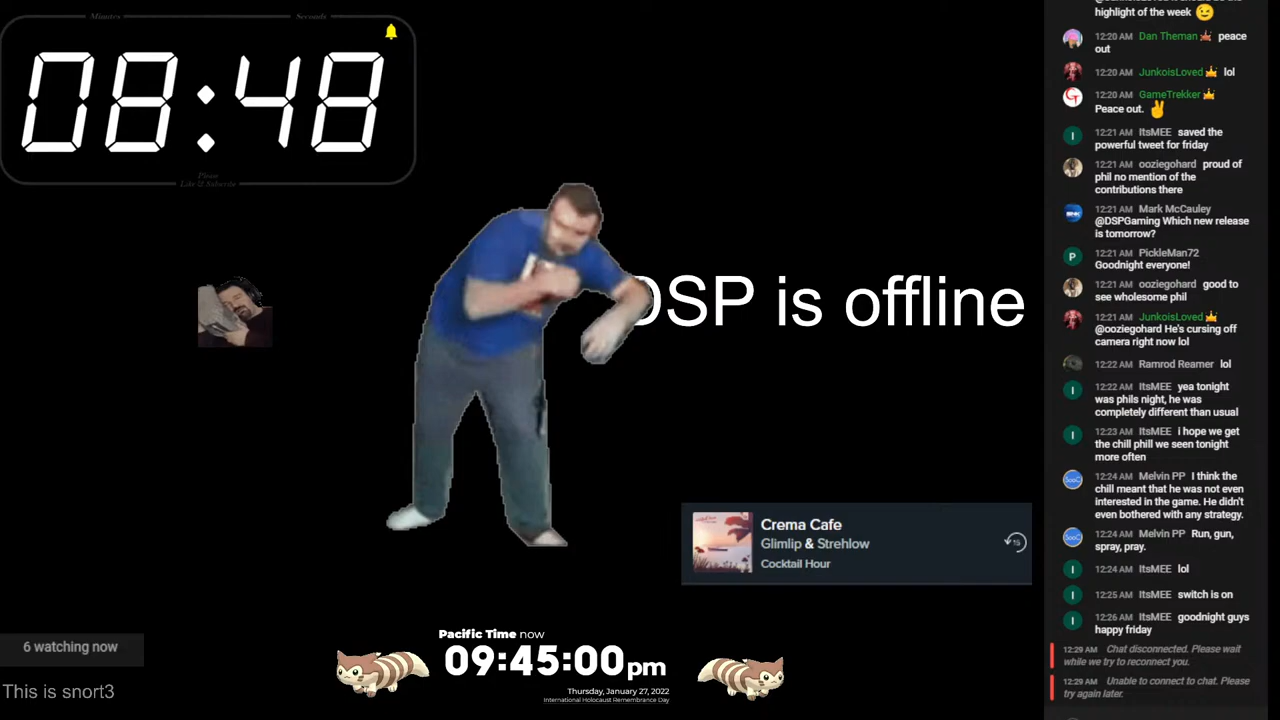 Minutes
Seconds
08:48
Please
Like & Subscribe
DSP is offline
Crema Cafe
Glimlip & Strehlow
Cocktail Hour
15
6 watching now
This is snort3
Pacific Time now
09:45:00pm
Thursday, January 27, 2022
International Holocaust Remembrance Day
highlight of the week 😉
12:20 AM Dan Theman peace
out
12:20 AM JunkoisLoved lol
12:20 AM GameTrekker
Peace out. ✌
12:21 AM ItsMEE saved the
powerful tweet for friday
12:21 AM ooziegohard proud of
phil no mention of the
contributions there
12:21 AM Mark McCauley
@DSPGaming Which new release
is tomorrow?
12:21 AM PickleMan72
Goodnight everyone!
12:21 AM ooziegohard good to
see wholesome phil
12:21 AM JunkoisLoved
@ooziegohard He's cursing off
camera right now lol
12:22 AM Ramrod Reamer lol
12:22 AM ItsMEE yea tonight
was phils night, he was
completely different than usual
12:23 AM ItsMEE i hope we get
the chill phill we seen tonight
more often
12:24 AM Melvin PP I think the
chill meant that he was not even
interested in the game. He didn't
even bothered with any strategy.
12:24 AM Melvin PP Run, gun,
spray, pray.
12:24 AM ItsMEE lol
12:25 AM ItsMEE switch is on
12:26 AM ItsMEE goodnight guys
happy friday
12:29 AM Chat disconnected. Please wait
while we try to reconnect you.
12:29 AM Unable to connect to chat. Please
try again later.